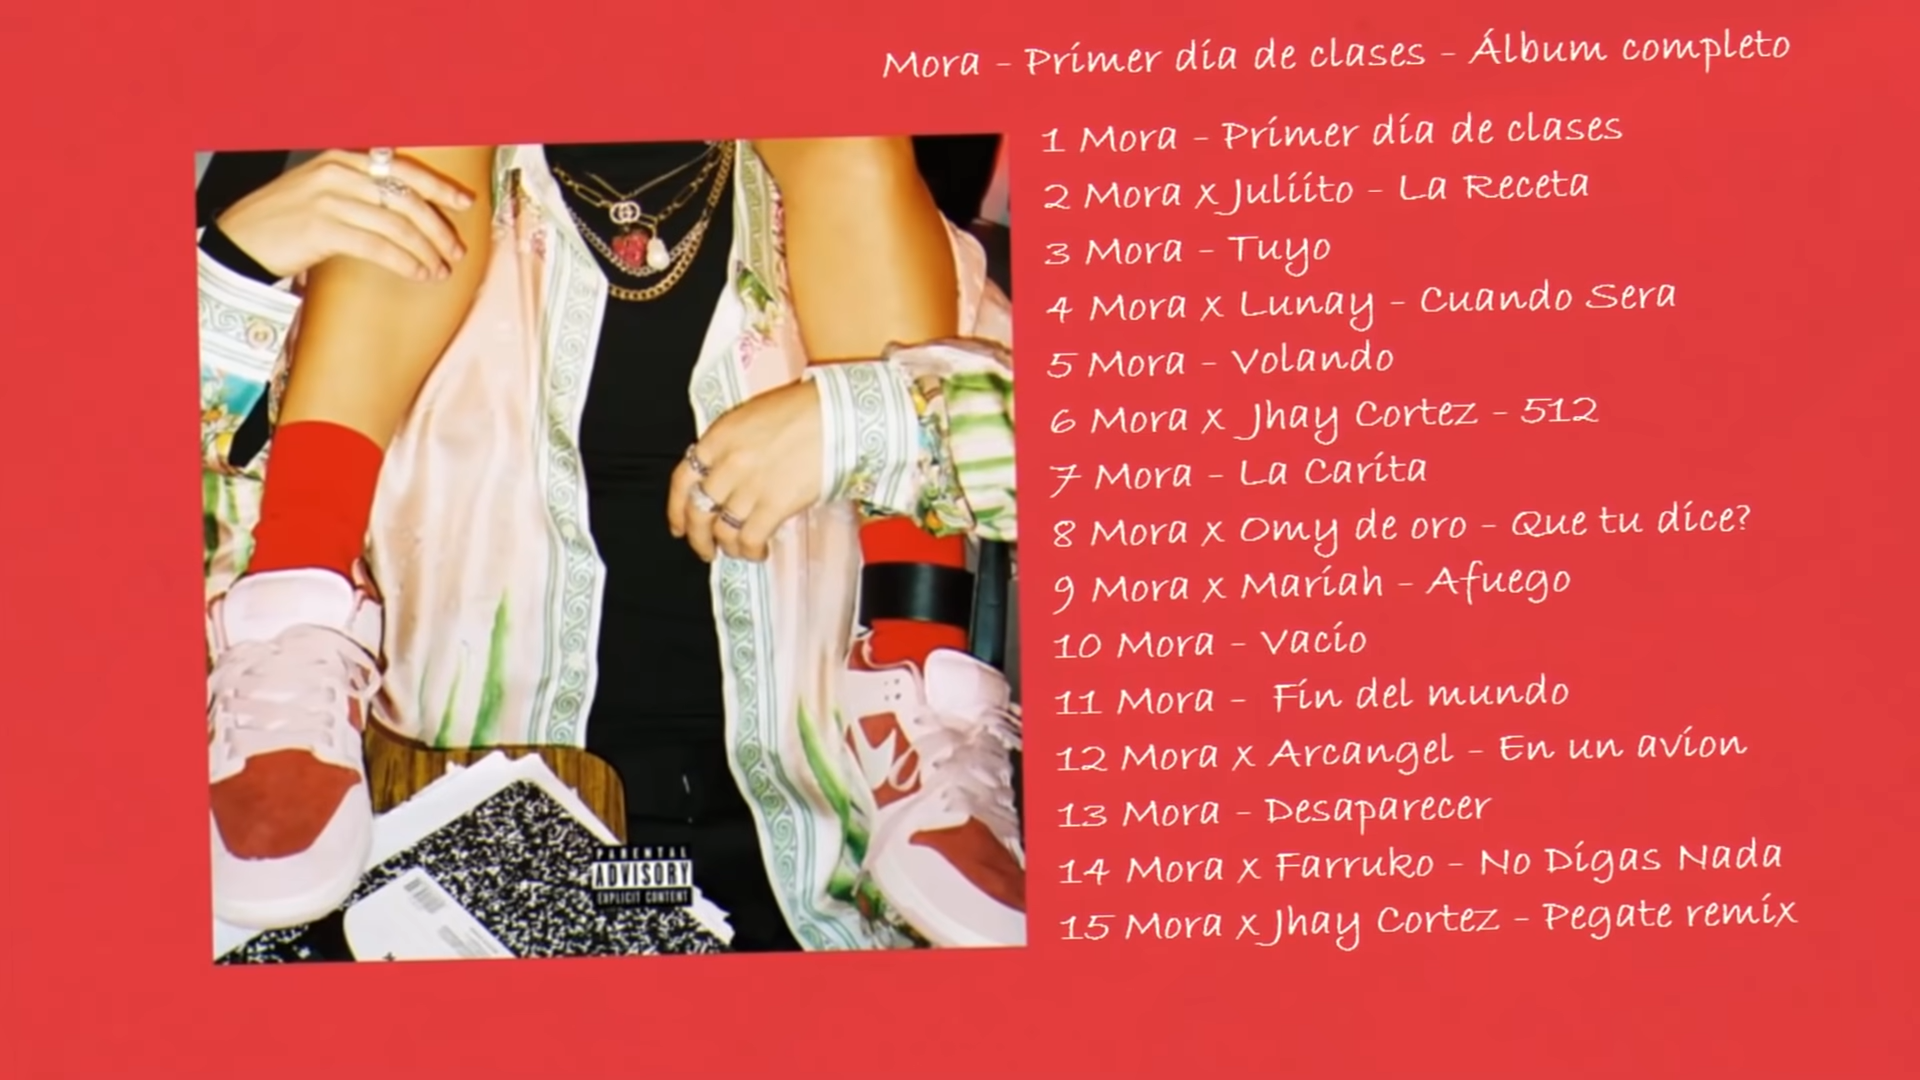 Mora - Primer día de clases - Álbum completo
1 Mora - Primer día de clases
2 Mora x Juliito - La Receta
3 Mora - Tuyo
4 Mora x Lunay - Cuando Sera
5 Mora - Volando
6 Mora x Jhay Cortez - 512
7 Mora - La Carita
8 Mora x Omy de oro - Que tu dice?
9 Mora x Mariah - Afuego
10 Mora - Vacio
11 Mora - Fin del mundo
12 Mora x Arcangel - En un avion
13 Mora - Desaparecer
14 Mora x Farruko - No Digas Nada
15 Mora x Jhay Cortez - Pegate remix
PARENTAL
ADVISORY
EXPLICIT CONTENT